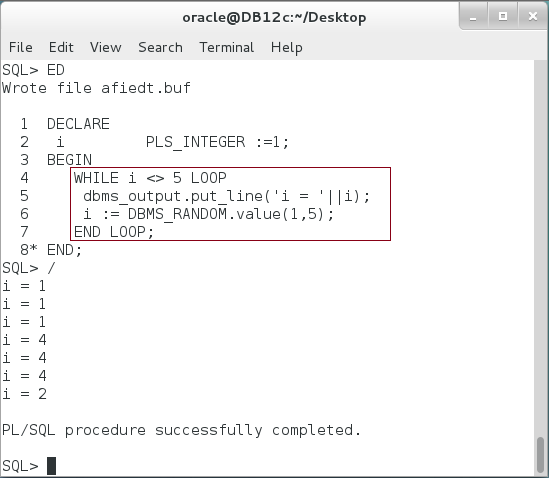 oracle@DB12c:~/Desktop
File Edit View Search Terminal Help
SQL> ED
Wrote file afiedt.buf
1 DECLARE
2 i PLS_INTEGER :=1;
3 BEGIN
4 WHILE i <> 5 LOOP
5 dbms_output.put_line('i = '||i);
6 i := DBMS_RANDOM.value(1,5);
7 END LOOP;
8* END;
SQL> /
i = 1
i = 1
i = 1
i = 4
i = 4
i = 4
i = 2
PL/SQL procedure successfully completed.
SQL>